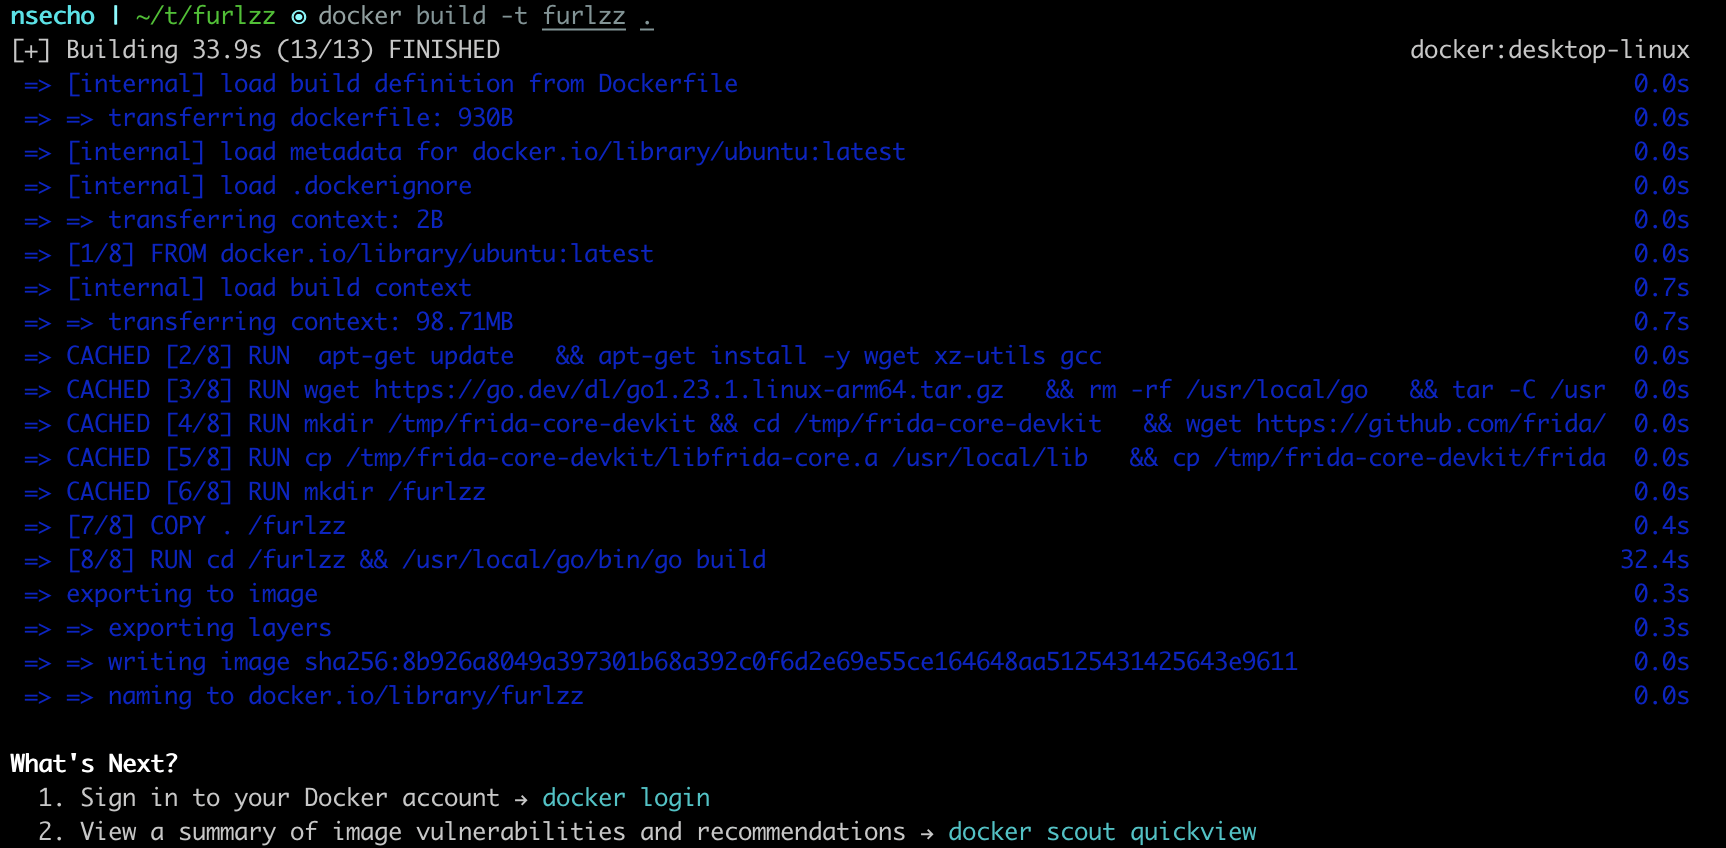 nsecho | ~/t/furlzz ⦿ docker build -t furlzz .
[+] Building 33.9s (13/13) FINISHED docker:desktop-linux
=> [internal] load build definition from Dockerfile 0.0s
=> => transferring dockerfile: 930B 0.0s
=> [internal] load metadata for docker.io/library/ubuntu:latest 0.0s
=> [internal] load .dockerignore 0.0s
=> => transferring context: 2B 0.0s
=> [1/8] FROM docker.io/library/ubuntu:latest 0.0s
=> [internal] load build context 0.7s
=> => transferring context: 98.71MB 0.7s
=> CACHED [2/8] RUN  apt-get update   && apt-get install -y wget xz-utils gcc 0.0s
=> CACHED [3/8] RUN wget https://go.dev/dl/go1.23.1.linux-arm64.tar.gz   && rm -rf /usr/local/go   && tar -C /usr 0.0s
=> CACHED [4/8] RUN mkdir /tmp/frida-core-devkit && cd /tmp/frida-core-devkit   && wget https://github.com/frida/ 0.0s
=> CACHED [5/8] RUN cp /tmp/frida-core-devkit/libfrida-core.a /usr/local/lib   && cp /tmp/frida-core-devkit/frida 0.0s
=> CACHED [6/8] RUN mkdir /furlzz 0.0s
=> [7/8] COPY . /furlzz 0.4s
=> [8/8] RUN cd /furlzz && /usr/local/go/bin/go build 32.4s
=> exporting to image 0.3s
=> => exporting layers 0.3s
=> => writing image sha256:8b926a8049a397301b68a392c0f6d2e69e55ce164648aa5125431425643e9611 0.0s
=> => naming to docker.io/library/furlzz 0.0s
What's Next?
1. Sign in to your Docker account → docker login
2. View a summary of image vulnerabilities and recommendations → docker scout quickview